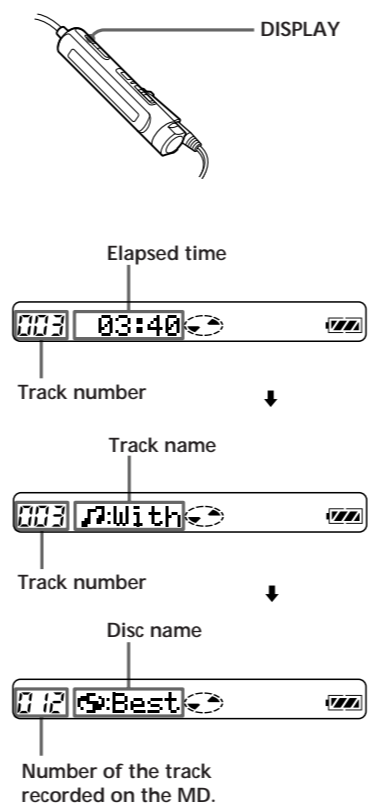 DISPLAY
Elapsed time
003 03:40
Track number
Track name
003 ♫:With
Track number
Disc name
012 :Best
Number of the track
recorded on the MD.